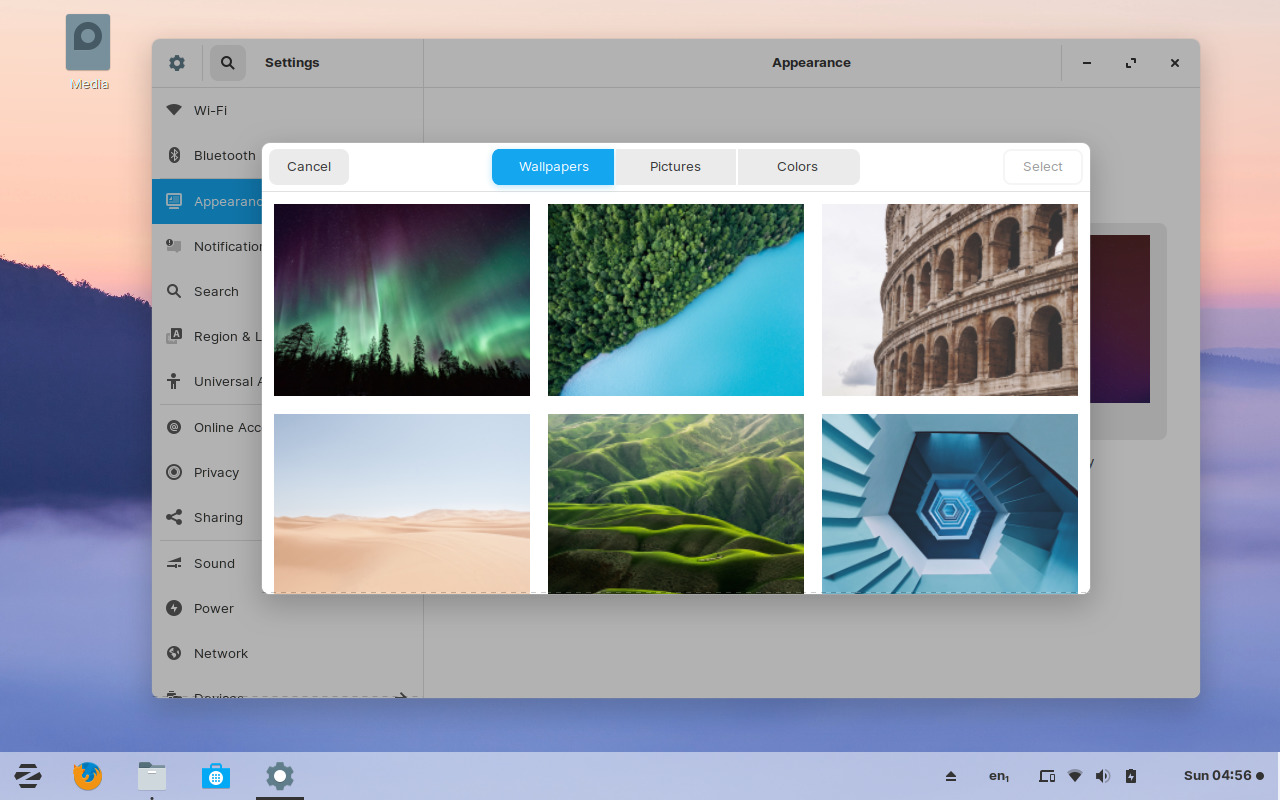 Media
Settings
Appearance
Wi-Fi
Bluetooth
Cancel
Wallpapers
Pictures
Colors
Select
Appearanc
Notification
Search
Region & L
Universal A
Online Acc
Privacy
Sharing
Sound
Power
Network
Devices
y
en₁
Sun 04:56